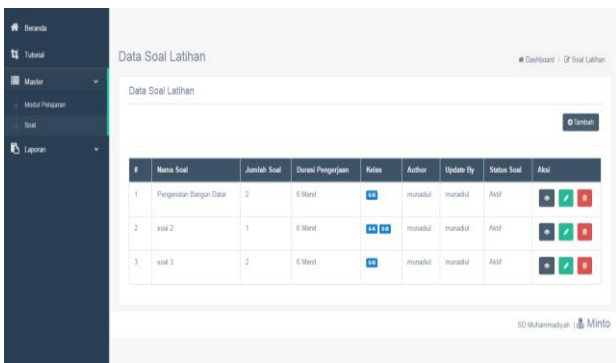 Beranda
Tutorial
Master
Modul Pelajaran
Soal
Laporan
Data Soal Latihan
Dashboard / Soal Latihan
Data Soal Latihan
Tambah
# Nama Soal Jumlah Soal Durasi Pengerjaan Kelas Author Update By Status Soal Aksi
1 Pengenalan Bangun Datar 2 6 Menit munadiul munadiul Aktif
2 soal 2 1 6 Menit munadiul munadiul Aktif
3 soal 3 2 6 Menit munadiul munadiul Aktif
SD Muhammadiyah | Minto